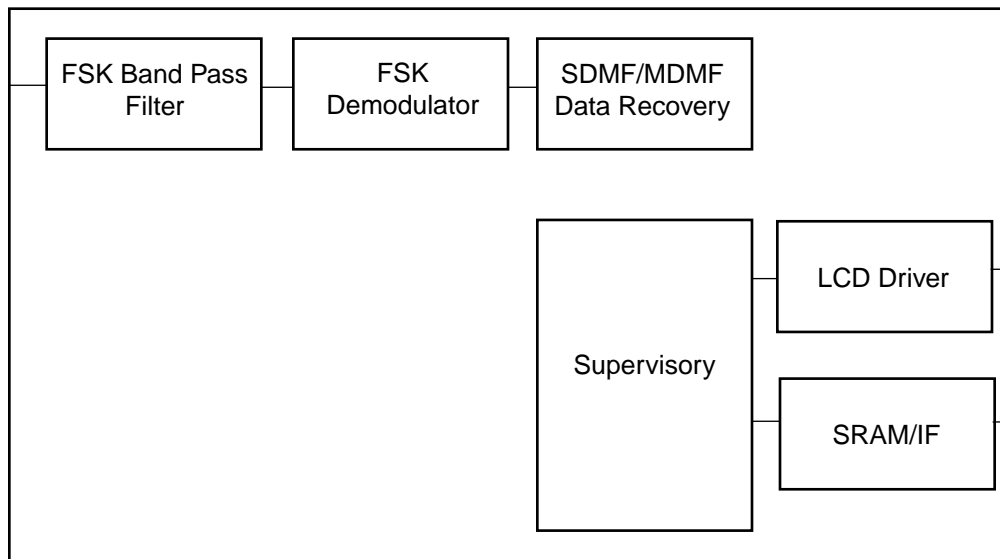 FSK Band Pass
Filter
FSK
Demodulator
SDMF/MDMF
Data Recovery
LCD Driver
Supervisory
SRAM/IF